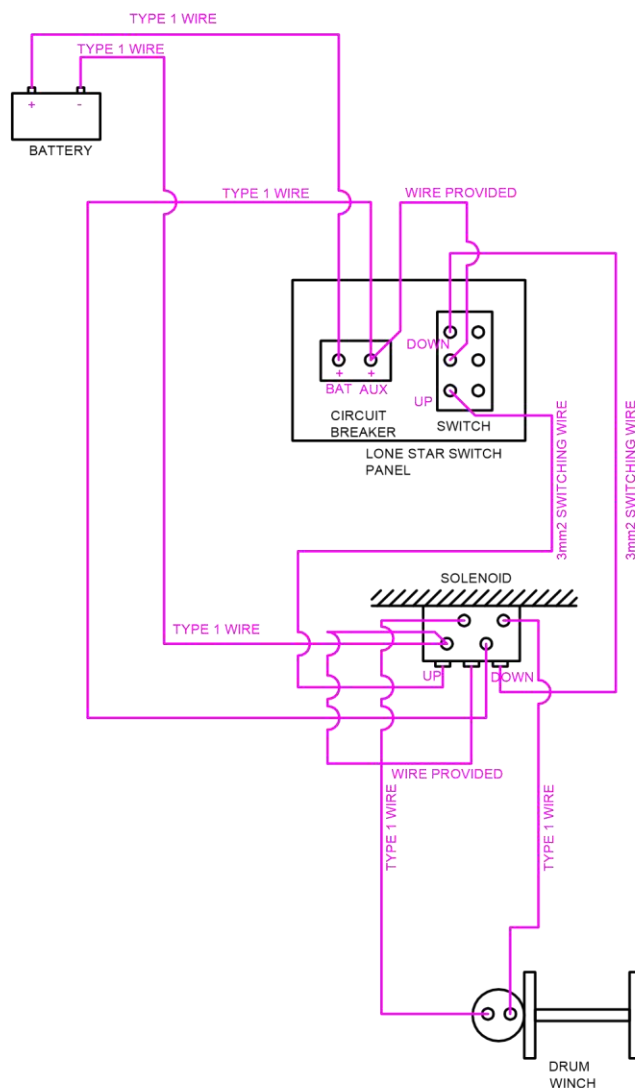 TYPE 1 WIRE
TYPE 1 WIRE
+ -
BATTERY
TYPE 1 WIRE
WIRE PROVIDED
DOWN
+ +
BAT AUX
UP
CIRCUIT
BREAKER
SWITCH
LONE STAR SWITCH
PANEL
3mm2 SWITCHING WIRE
3mm2 SWITCHING WIRE
SOLENOID
TYPE 1 WIRE
UP
DOWN
WIRE PROVIDED
TYPE 1 WIRE
TYPE 1 WIRE
DRUM
WINCH